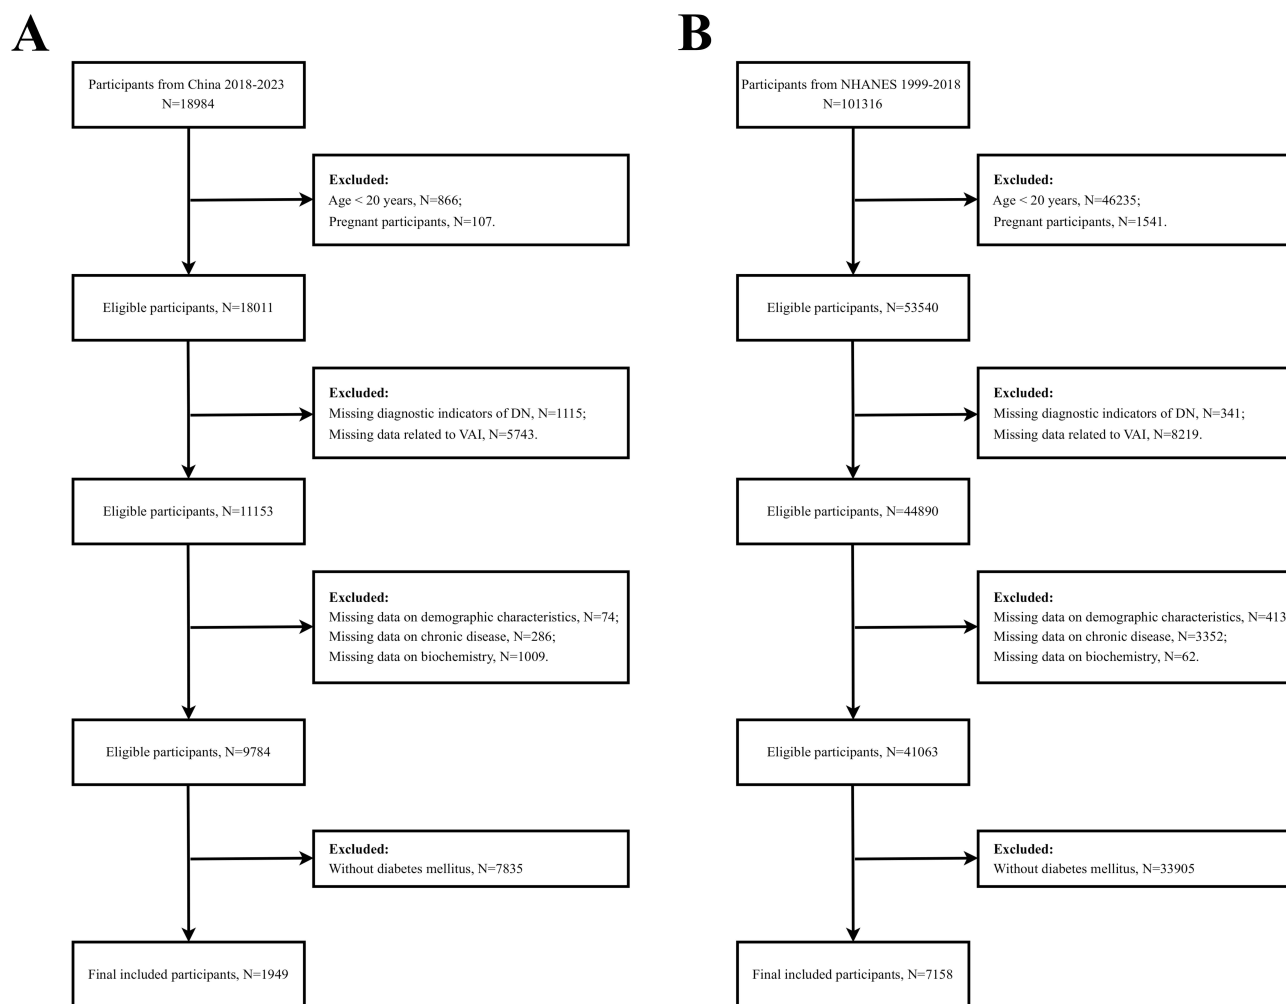 A
Participants from China 2018-2023
N=18984
Excluded:
Age < 20 years, N=866;
Pregnant participants, N=107.
Eligible participants, N=18011
Excluded:
Missing diagnostic indicators of DN, N=1115;
Missing data related to VAI, N=5743.
Eligible participants, N=11153
Excluded:
Missing data on demographic characteristics, N=74;
Missing data on chronic disease, N=286;
Missing data on biochemistry, N=1009.
Eligible participants, N=9784
Excluded:
Without diabetes mellitus, N=7835
Final included participants, N=1949
B
Participants from NHANES 1999-2018
N=101316
Excluded:
Age < 20 years, N=46235;
Pregnant participants, N=1541.
Eligible participants, N=53540
Excluded:
Missing diagnostic indicators of DN, N=341;
Missing data related to VAI, N=8219.
Eligible participants, N=44890
Excluded:
Missing data on demographic characteristics, N=413
Missing data on chronic disease, N=3352;
Missing data on biochemistry, N=62.
Eligible participants, N=41063
Excluded:
Without diabetes mellitus, N=33905
Final included participants, N=7158